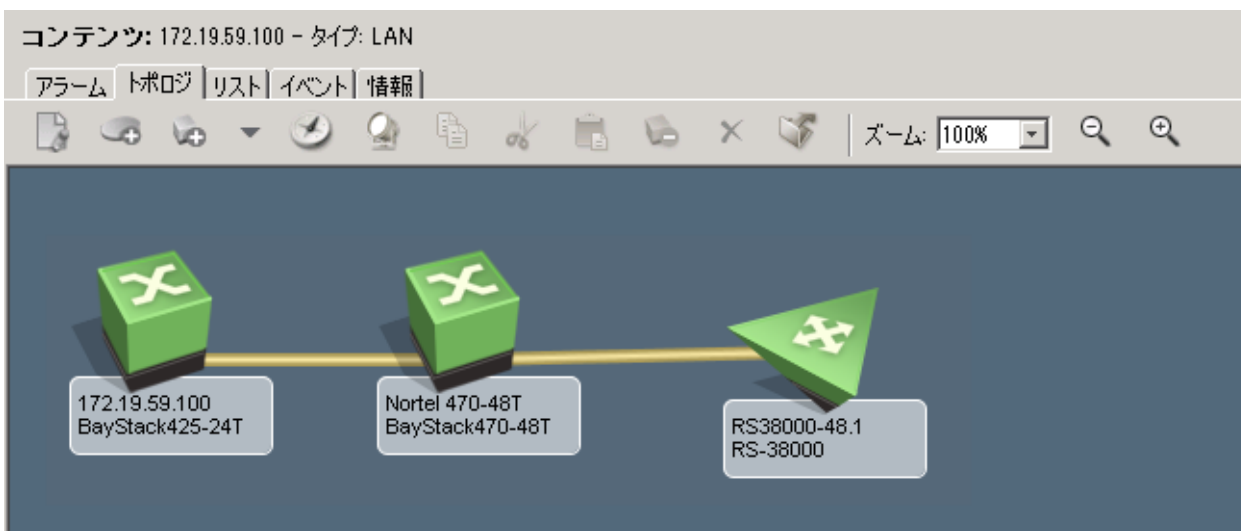 コンテンツ: 172.19.59.100 - タイプ: LAN
アラーム トポロジ リスト イベント 情報
ズーム: 100%
172.19.59.100
BayStack425-24T
Nortel 470-48T
BayStack470-48T
RS38000-48.1
RS-38000